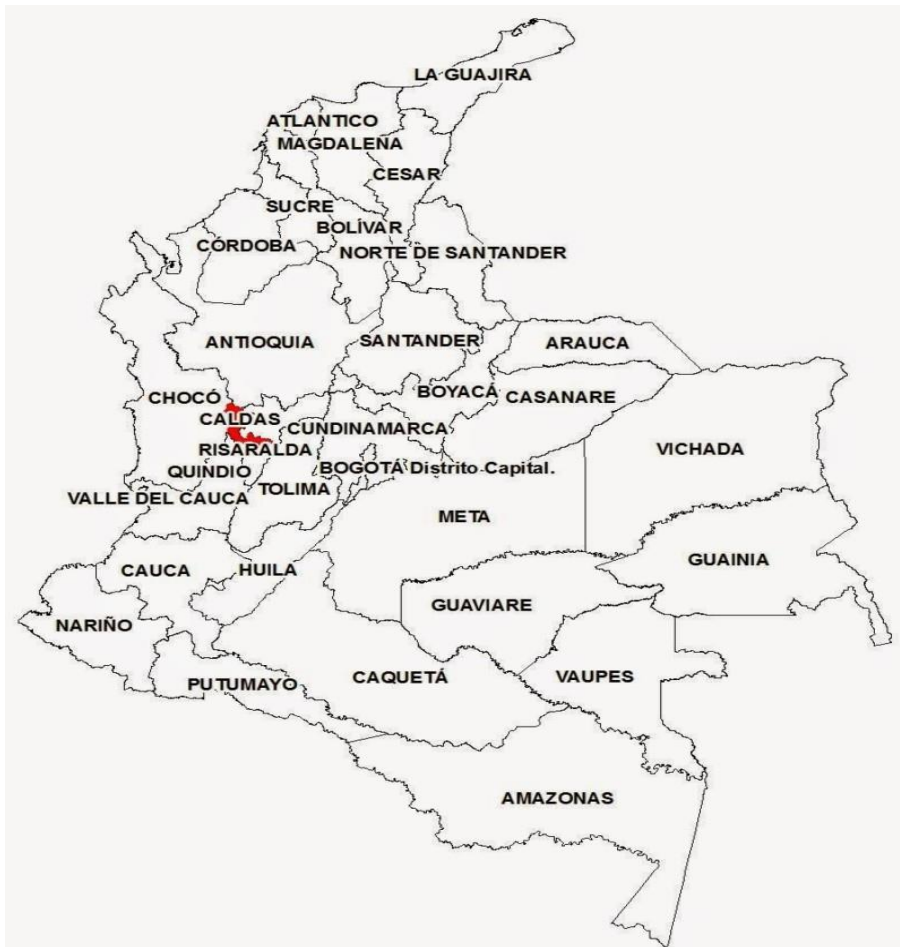 LA GUAJIRA
ATLANTICO
MAGDALENA
CESAR
SUCRE
BOLÍVAR
CÓRDOBA
NORTE DE SANTANDER
ANTIOQUIA
SANTANDER
ARAUCA
BOYACÁ
CASANARE
CHOCÓ
CALDAS
CUNDINAMARCA
RISARALDA
VICHADA
QUINDIO
BOGOTÁ Distrito Capital.
TOLIMA
VALLE DEL CAUCA
META
CAUCA
HUILA
GUAINIA
GUAVIARE
NARIÑO
PUTUMAYO
CAQUETÁ
VAUPES
AMAZONAS